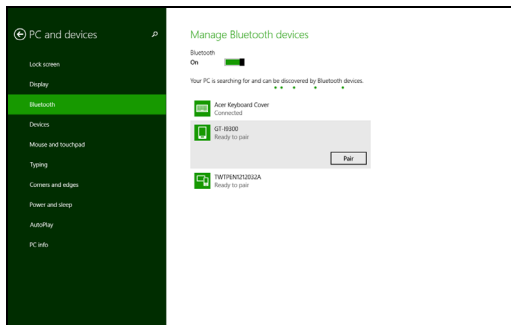 PC and devices
Lock screen
Display
Bluetooth
Devices
Mouse and touchpad
Typing
Corners and edges
Power and sleep
AutoPlay
PC info
Manage Bluetooth devices
Bluetooth
On
Your PC is searching for and can be discovered by Bluetooth devices.
Acer Keyboard Cover
Connected
GT-I9300
Ready to pair
Pair
TWTPEN1212032A
Ready to pair